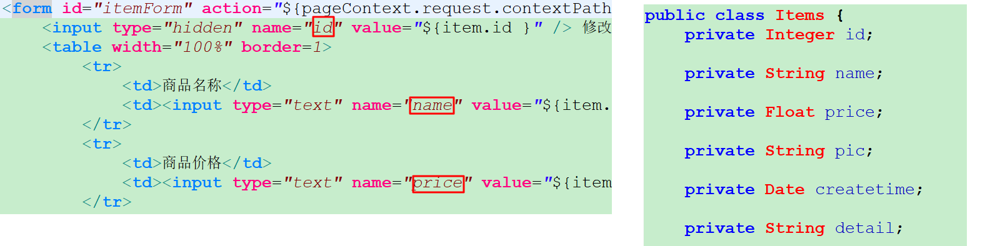 <form id="itemForm" action="${pageContext.request.contextPath
<input type="hidden" name="id" value="${item.id }" /> 修改
<table width="100%" border=1>
<tr>
<td>商品名称</td>
<td><input type="text" name="name" value="${item.
</tr>
<tr>
<td>商品价格</td>
<td><input type="text" name="price" value="${item
</tr>
public class Items {
private Integer id;
private String name;
private Float price;
private String pic;
private Date createtime;
private String detail;